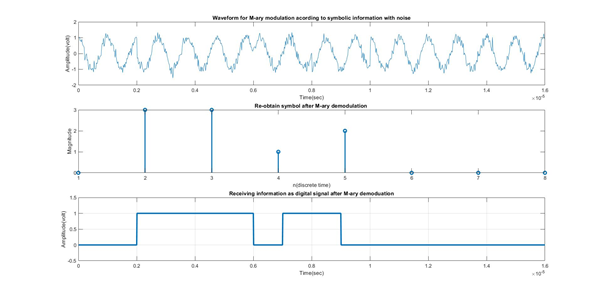 Waveform for M-ary modulation acording to symbolic information with noise
2
1
0
-1
-2
Amplitude(volt)
0 0.2 0.4 0.6 0.8 1 1.2 1.4 1.6
Time(sec)
×10⁻⁵
Re-obtain symbol after M-ary demodulation
3
2
1
0
Magnitude
1 2 3 4 5 6 7 8
n(discrete time)
Receiving information as digital signal after M-ary demoduation
1.5
1
0.5
0
-0.5
Amplitude(volt)
0 0.2 0.4 0.6 0.8 1 1.2 1.4 1.6
Time(sec)